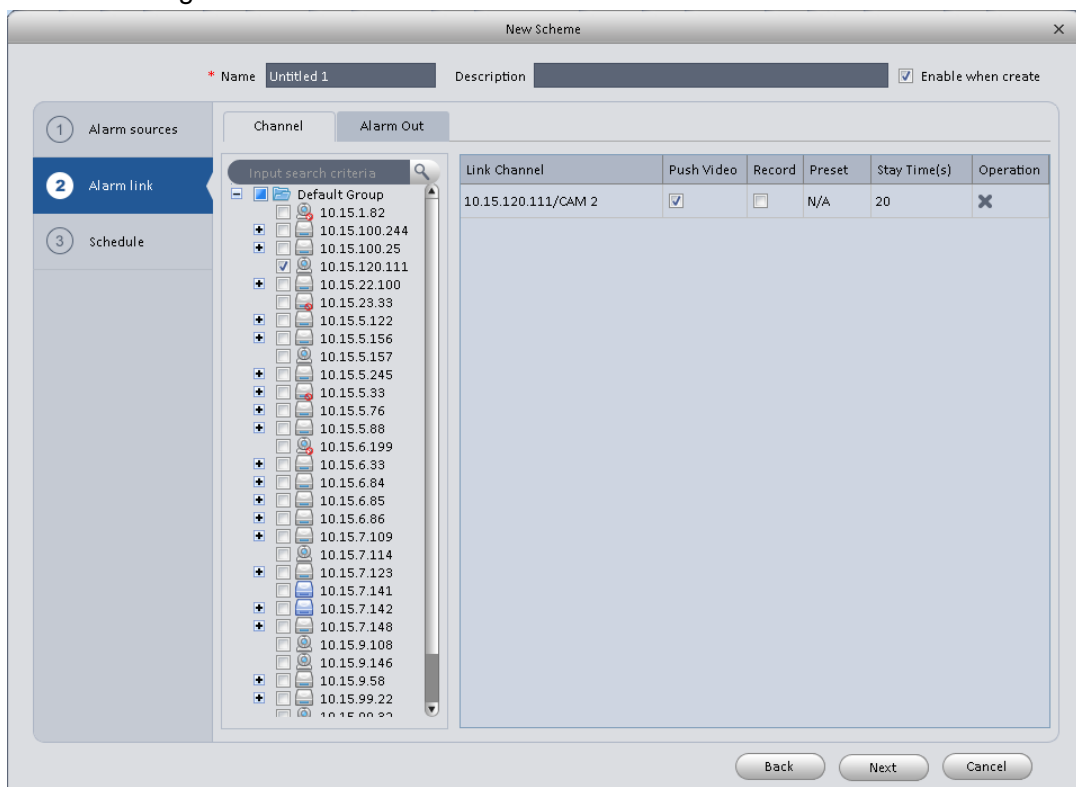 New Scheme
* Name Untitled 1 Description Enable when create
1 Alarm sources
2 Alarm link
3 Schedule
Channel Alarm Out
Input search criteria
Default Group
10.15.1.82
10.15.100.244
10.15.100.25
10.15.120.111
10.15.22.100
10.15.23.33
10.15.5.122
10.15.5.156
10.15.5.157
10.15.5.245
10.15.5.33
10.15.5.76
10.15.5.88
10.15.6.199
10.15.6.33
10.15.6.84
10.15.6.85
10.15.6.86
10.15.7.109
10.15.7.114
10.15.7.123
10.15.7.141
10.15.7.142
10.15.7.148
10.15.9.108
10.15.9.146
10.15.9.58
10.15.99.22
Link Channel Push Video Record Preset Stay Time(s) Operation
10.15.120.111/CAM 2 N/A 20
Back Next Cancel